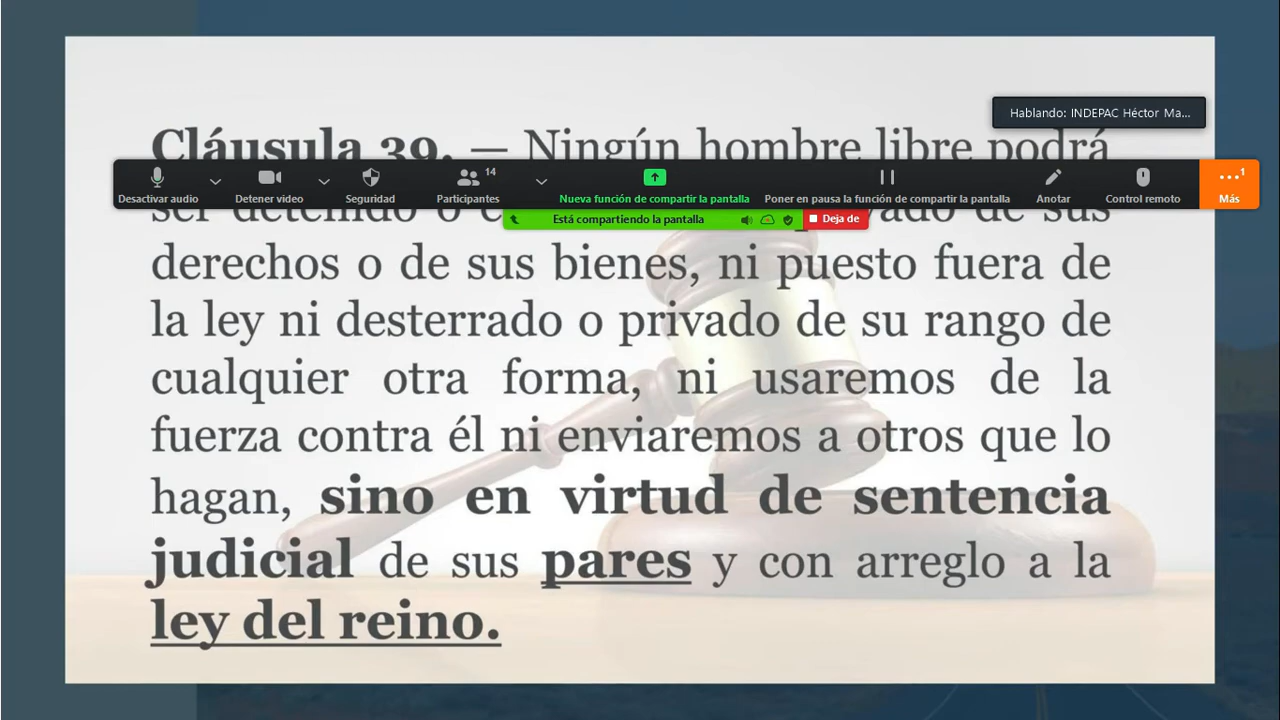 Hablando: INDEPAC Héctor Ma...
Cláusula 39. — Ningún hombre libre podrá
14
1
Desactivar audio Detener video Seguridad Participantes Nueva función de compartir la pantalla Poner en pausa la función de compartir la pantalla Anotar Control remoto Más
ser detenido o de sus
Está compartiendo la pantalla Deja de
derechos o de sus bienes, ni puesto fuera de
la ley ni desterrado o privado de su rango de
cualquier otra forma, ni usaremos de la
fuerza contra él ni enviaremos a otros que lo
hagan, sino en virtud de sentencia
judicial de sus pares y con arreglo a la
ley del reino.